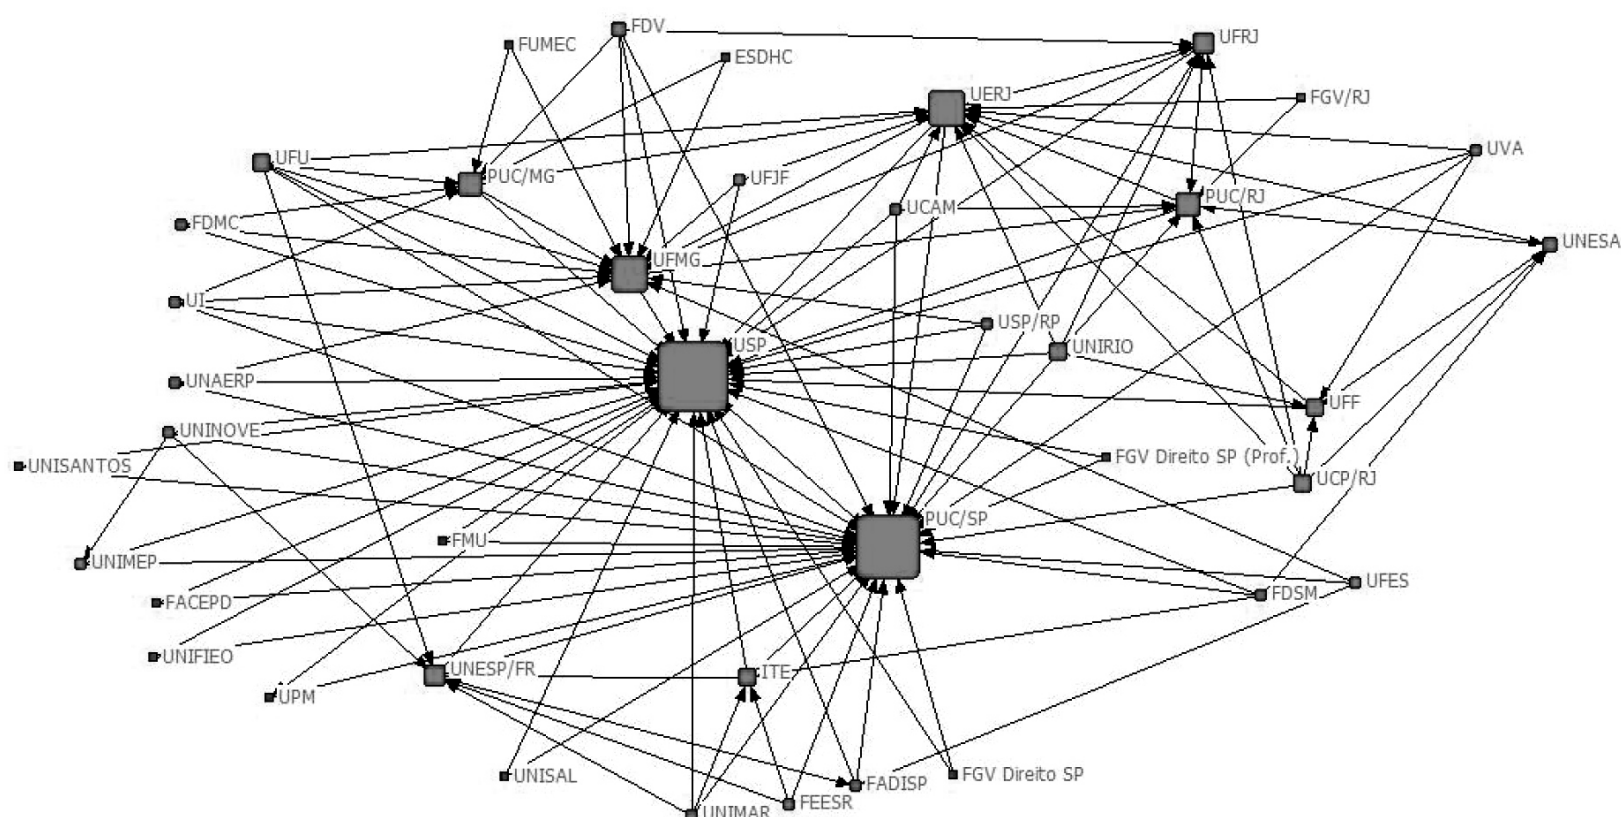 FDV
UFRJ
FUMEC
ESDHC
UERJ
FGV/RJ
UVA
UFU
PUC/MG
UFJF
PUC/RJ
UCAM
FDMC
UNESA
UFMG
UI
USP/RP
USP
UNIRIO
UNAERP
UFF
UNINOVE
FGV Direito SP (Prof.)
UNISANTOS
UCP/RJ
PUC/SP
FMU
UNIMEP
UFES
FDSM
FACEPD
UNIFIEO
UNESP/FR
ITE
UPM
UNISAL
FGV Direito SP
FADISP
FEESR
UNIMAR